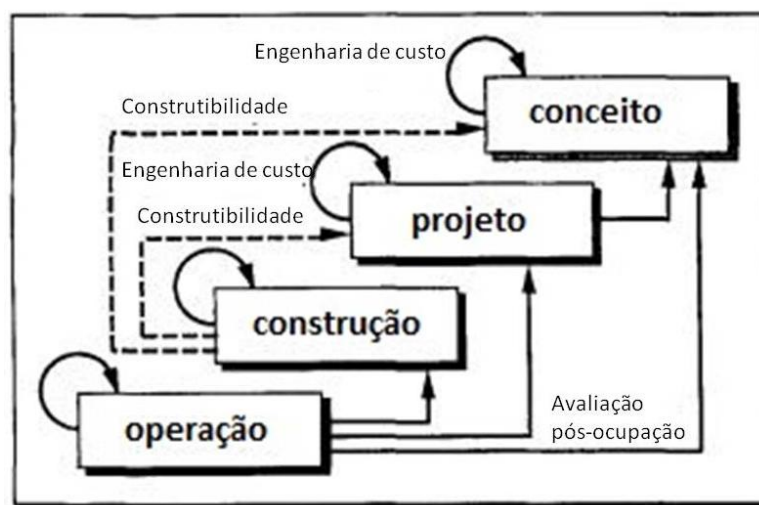 Engenharia de custo
conceito
Construtibilidade
Engenharia de custo
projeto
Construtibilidade
construção
operação
Avaliação
pós-ocupação